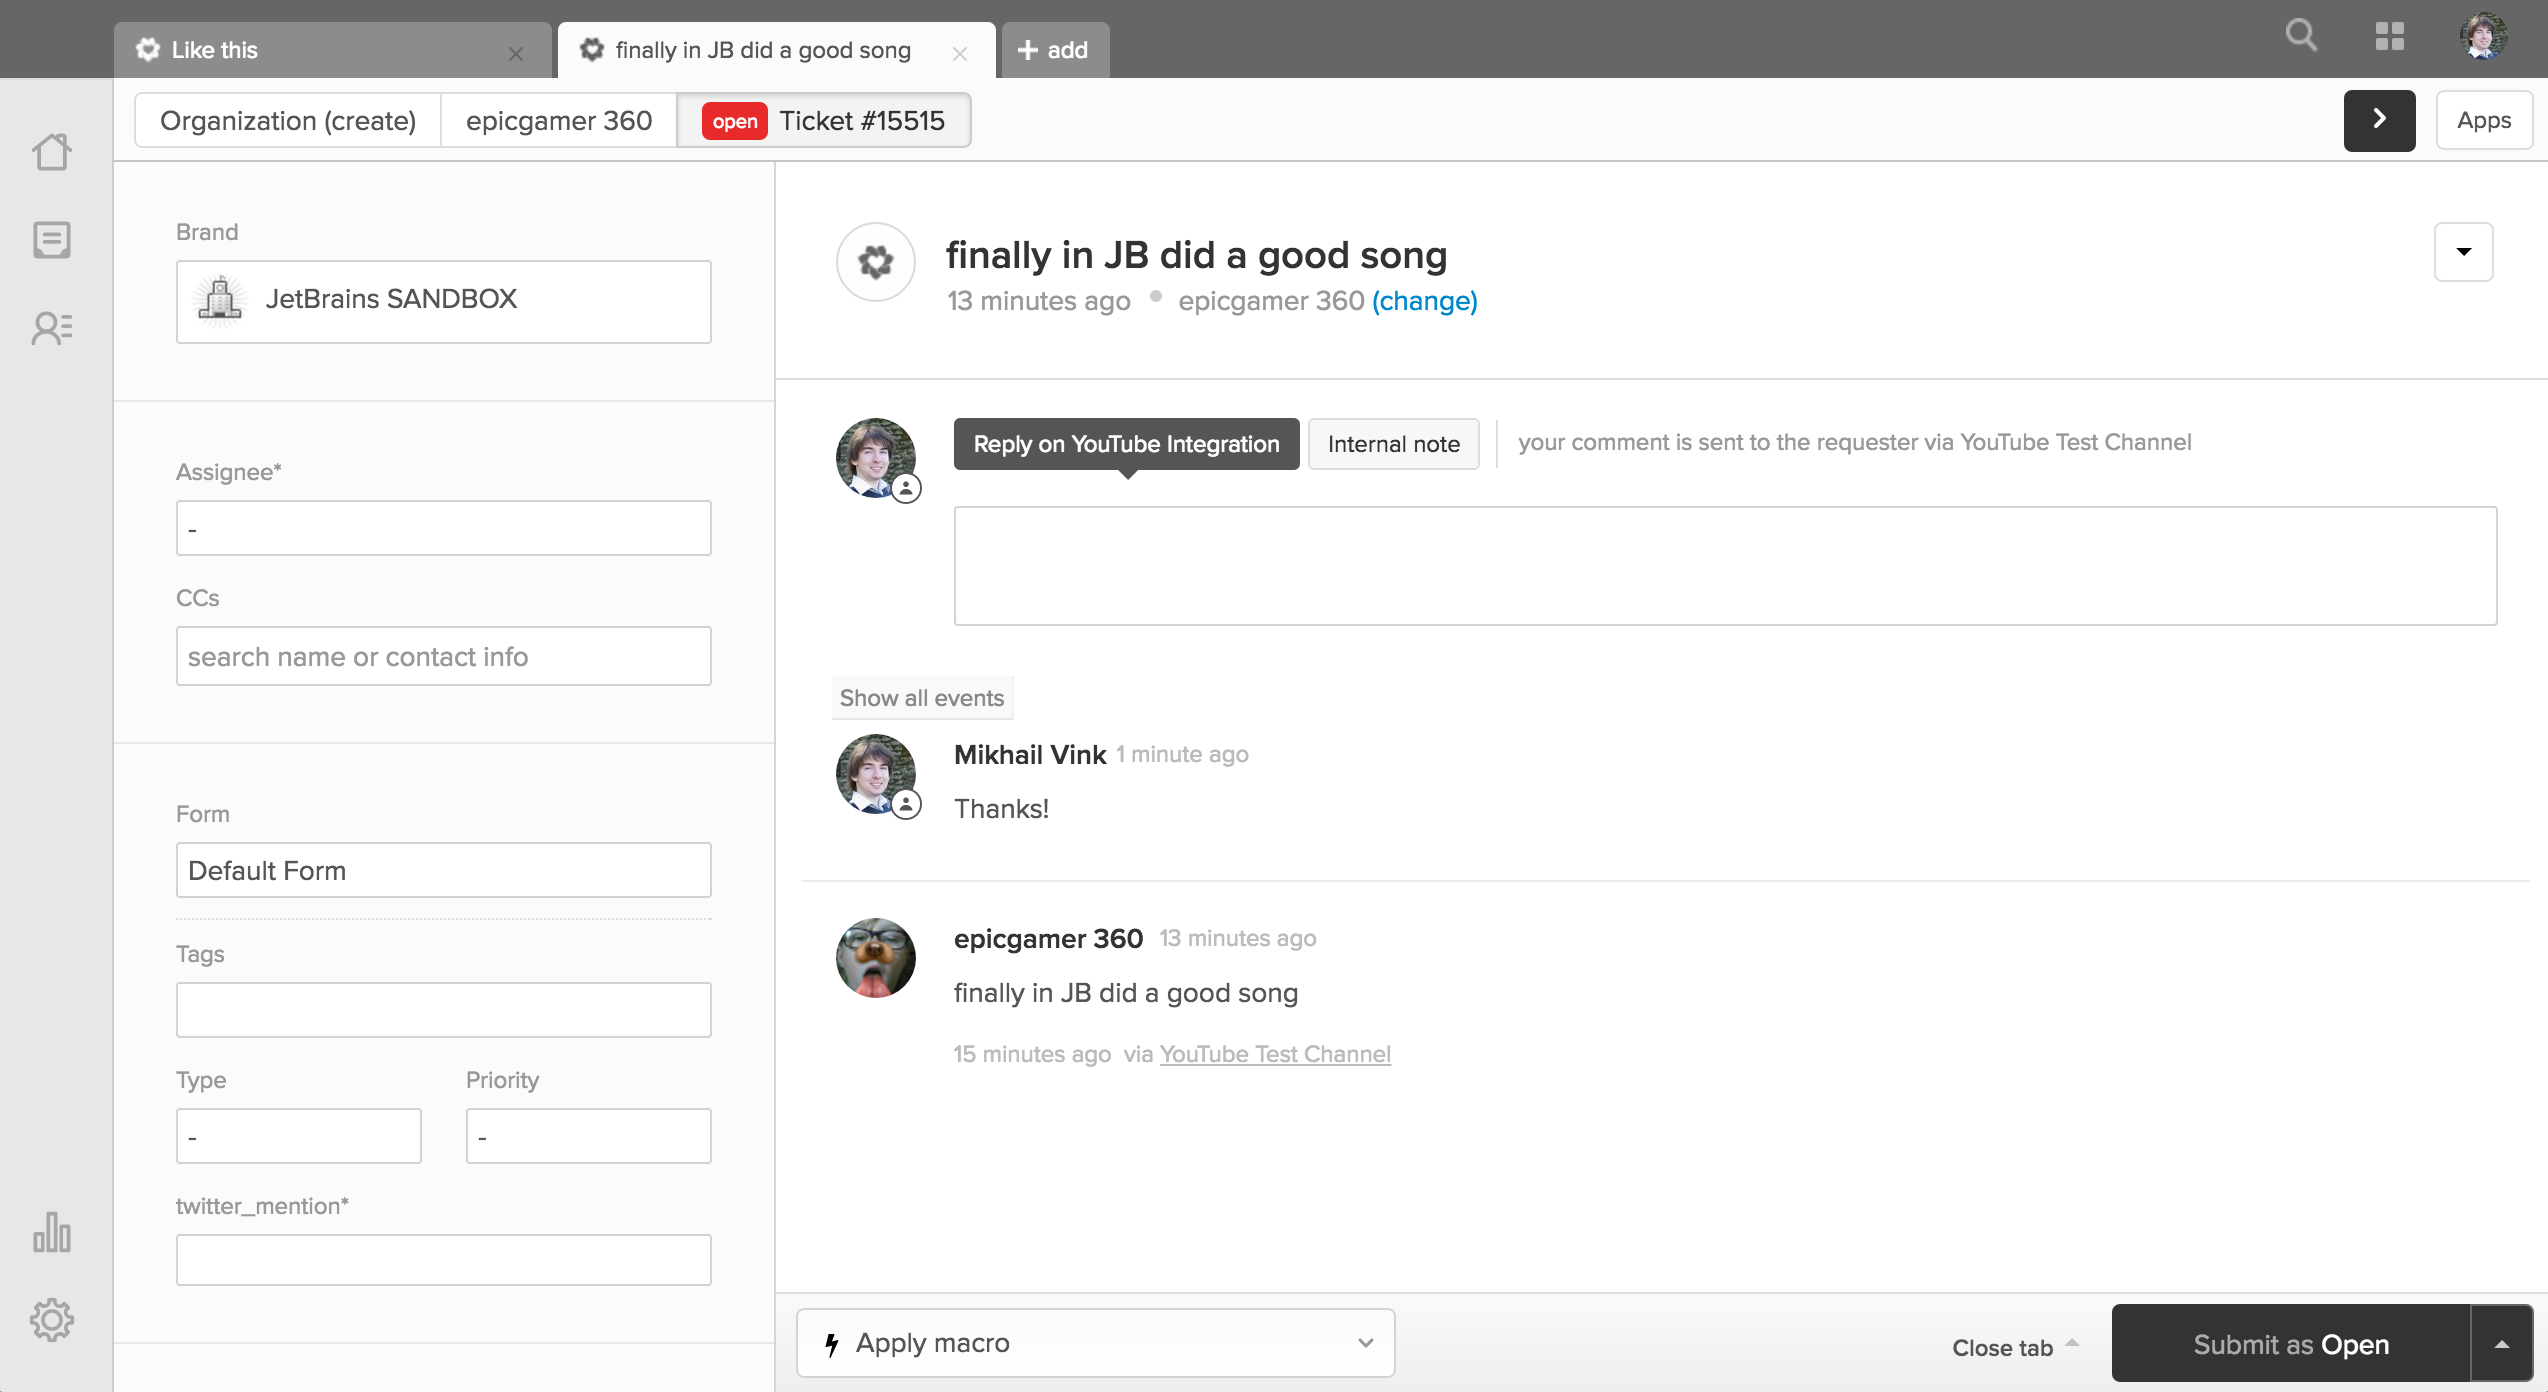 Like this
finally in JB did a good song
+ add
Organization (create)
epicgamer 360
open Ticket #15515
Apps
Brand
JetBrains SANDBOX
Assignee*
-
CCs
search name or contact info
Form
Default Form
Tags
Type
Priority
-
-
twitter_mention*
finally in JB did a good song
13 minutes ago • epicgamer 360 (change)
Reply on YouTube Integration
Internal note
your comment is sent to the requester via YouTube Test Channel
Show all events
Mikhail Vink 1 minute ago
Thanks!
epicgamer 360 13 minutes ago
finally in JB did a good song
15 minutes ago via YouTube Test Channel
Apply macro
Close tab
Submit as Open